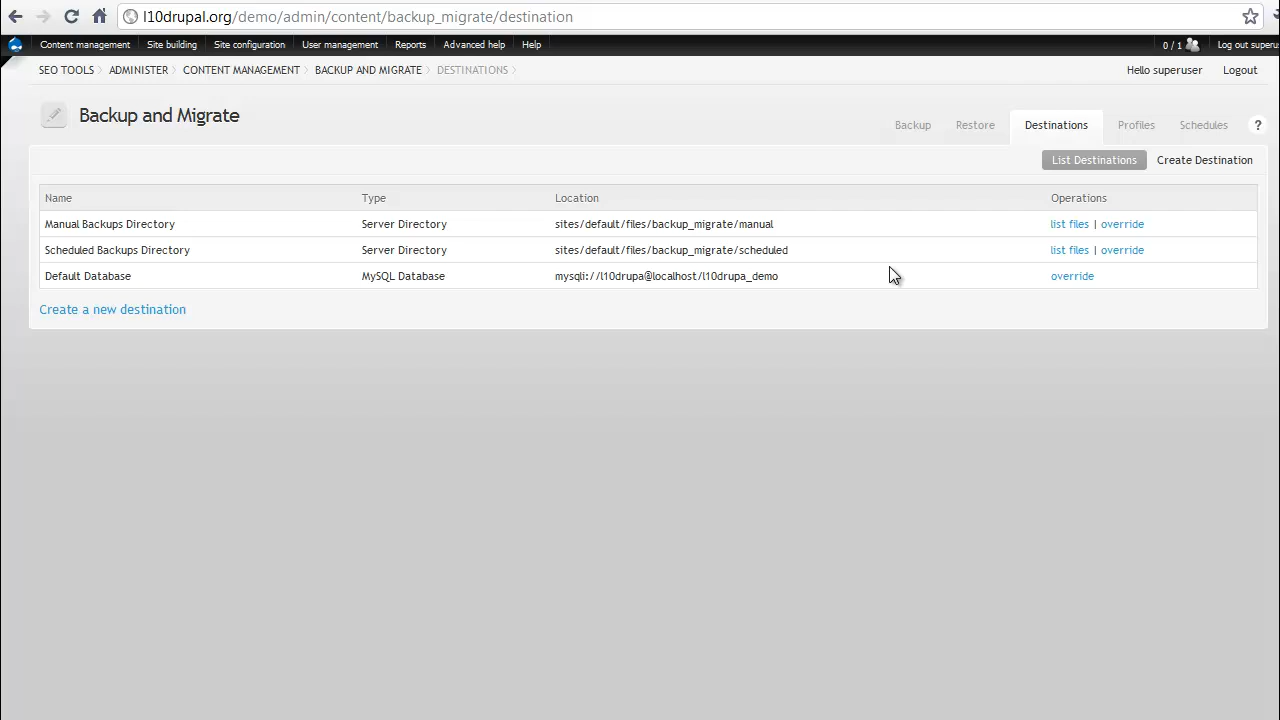 l10drupal.org/demo/admin/content/backup_migrate/destination
Content management Site building Site configuration User management Reports Advanced help Help 0 / 1 Log out superu
SEO TOOLS ADMINISTER CONTENT MANAGEMENT BACKUP AND MIGRATE DESTINATIONS Hello superuser Logout
Backup and Migrate
Backup Restore Destinations Profiles Schedules ?
List Destinations Create Destination
Name Type Location Operations
Manual Backups Directory Server Directory sites/default/files/backup_migrate/manual list files | override
Scheduled Backups Directory Server Directory sites/default/files/backup_migrate/scheduled list files | override
Default Database MySQL Database mysqli://l10drupa@localhost/l10drupa_demo override
Create a new destination